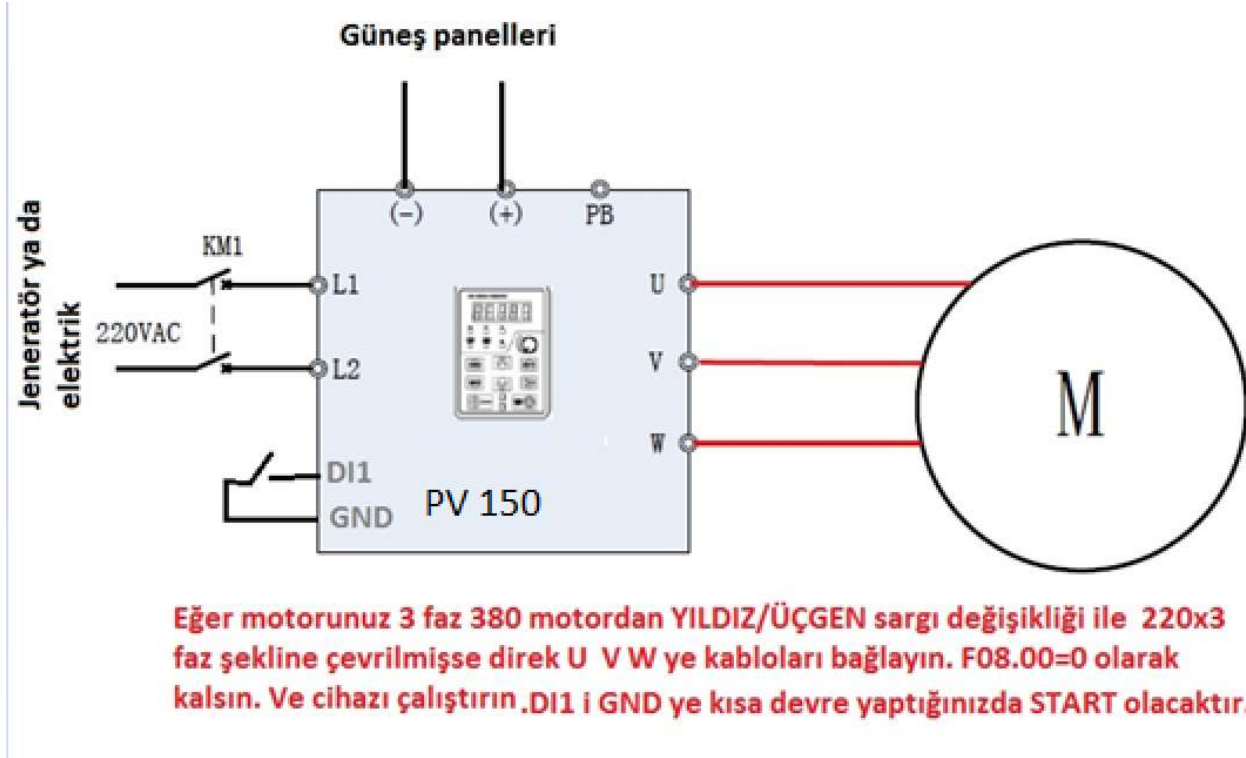 Güneş panelleri
(-)
(+)
PB
Jeneratör ya da
elektrik
KM1
220VAC
L1
L2
DI1
GND
PV 150
U
V
W
M
Eğer motorunuz 3 faz 380 motordan YILDIZ/ÜÇGEN sargı değişikliği ile 220x3
faz şekline çevrilmişse direk U V W ye kabloları bağlayın. F08.00=0 olarak
kalsın. Ve cihazı çalıştırın .DI1 i GND ye kısa devre yaptığınızda START olacaktır.